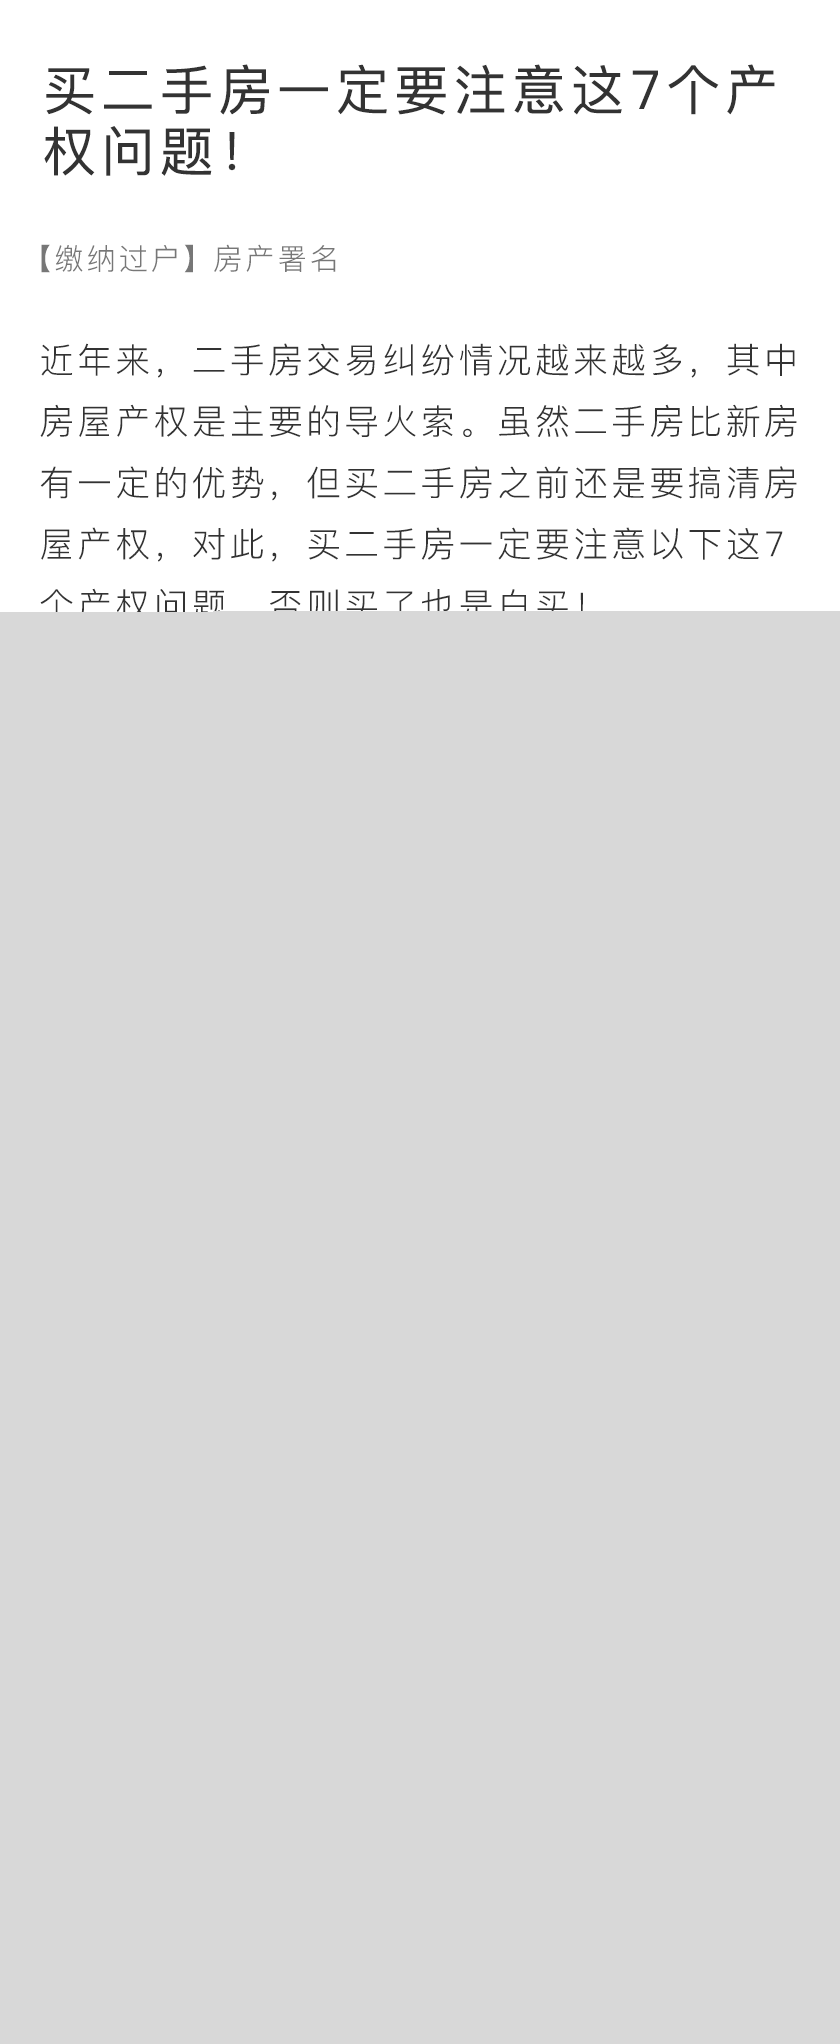 买二手房一定要注意这7个产
权问题！
【缴纳过户】房产署名
近年来，二手房交易纠纷情况越来越多，其中
房屋产权是主要的导火索。虽然二手房比新房
有一定的优势，但买二手房之前还是要搞清房
屋产权，对此，买二手房一定要注意以下这7
个产权问题，否则买了也是白买！